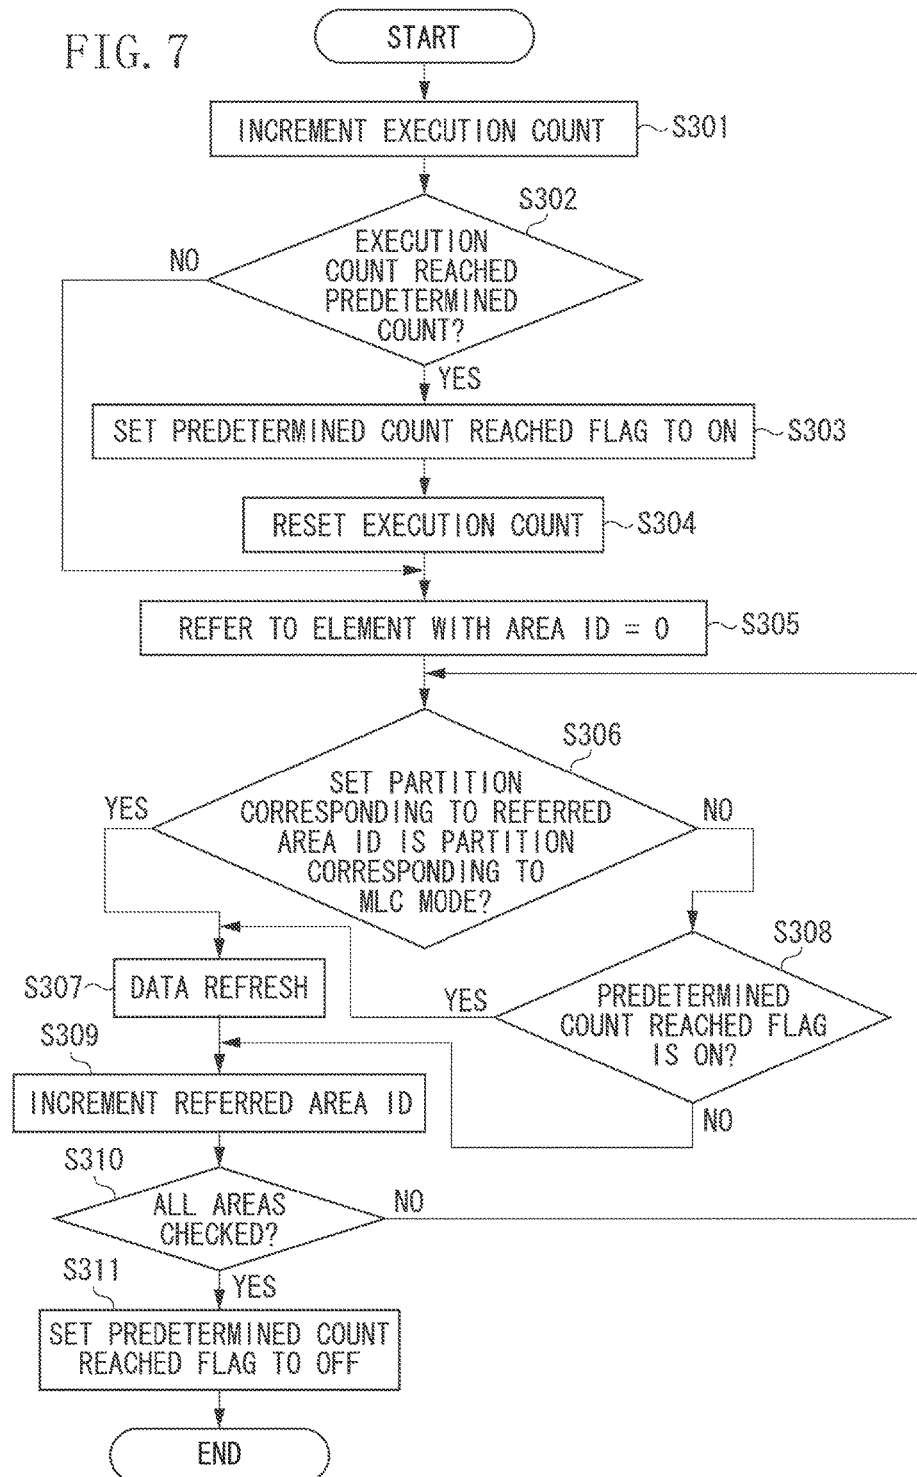 FIG. 7
START
INCREMENT EXECUTION COUNT
S301
S302
EXECUTION
COUNT REACHED
PREDETERMINED
COUNT?
NO
YES
SET PREDETERMINED COUNT REACHED FLAG TO ON
S303
RESET EXECUTION COUNT
S304
REFER TO ELEMENT WITH AREA ID = 0
S305
S306
SET PARTITION
CORRESPONDING TO REFERRED
AREA ID IS PARTITION
CORRESPONDING TO
MLC MODE?
YES
NO
S307
DATA REFRESH
S308
PREDETERMINED
COUNT REACHED FLAG
IS ON?
YES
NO
S309
INCREMENT REFERRED AREA ID
S310
ALL AREAS
CHECKED?
NO
YES
S311
SET PREDETERMINED COUNT
REACHED FLAG TO OFF
END